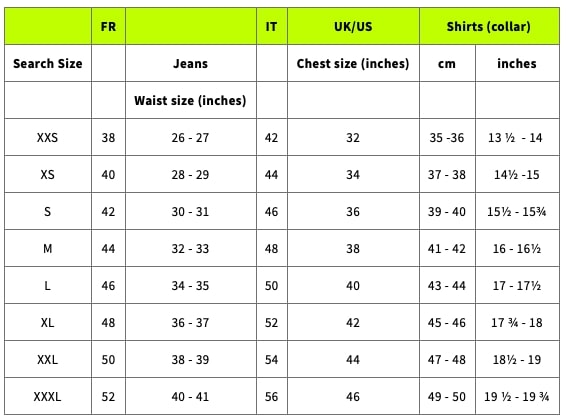 FR IT UK/US Shirts (collar)
Search Size Jeans Chest size (inches) cm inches
Waist size (inches)
XXS 38 26 - 27 42 32 35 -36 13 ½ - 14
XS 40 28 - 29 44 34 37 - 38 14½ -15
S 42 30 - 31 46 36 39 - 40 15½ - 15¾
M 44 32 - 33 48 38 41 - 42 16 - 16½
L 46 34 - 35 50 40 43 - 44 17 - 17½
XL 48 36 - 37 52 42 45 - 46 17 ¾ - 18
XXL 50 38 - 39 54 44 47 - 48 18½ - 19
XXXL 52 40 - 41 56 46 49 - 50 19 ½ - 19 ¾